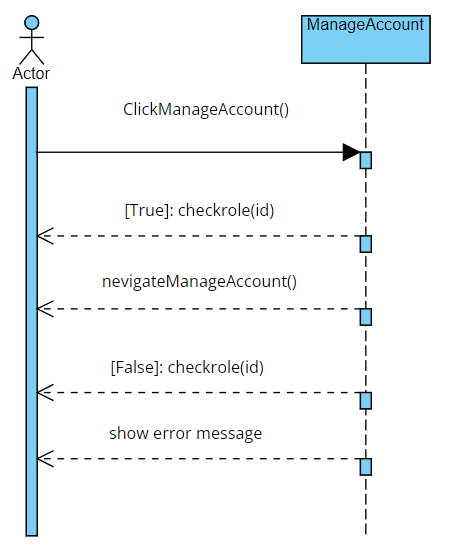 ManageAccount
Actor
ClickManageAccount()
[True]: checkrole(id)
nevigateManageAccount()
[False]: checkrole(id)
show error message